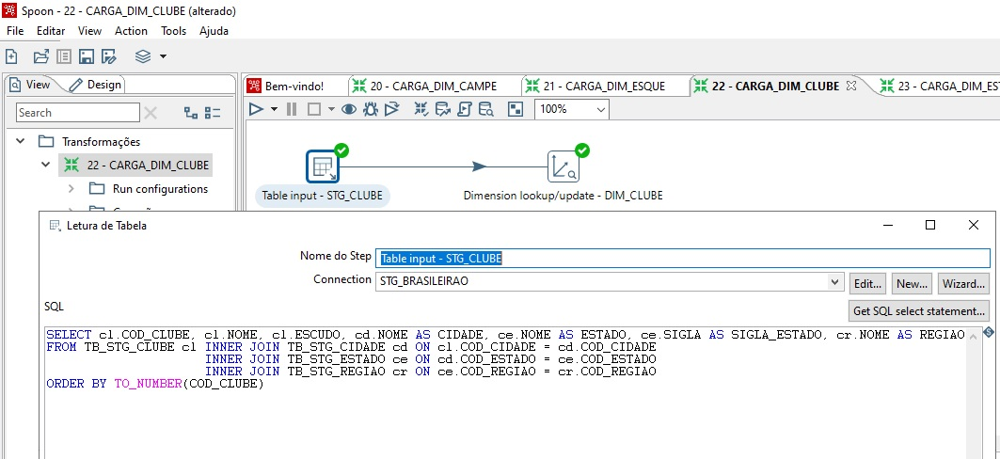 Spoon - 22 - CARGA_DIM_CLUBE (alterado)
File Editar View Action Tools Ajuda
View Design
Bem-vindo! 20 - CARGA_DIM_CAMPE 21 - CARGA_DIM_ESQUE 22 - CARGA_DIM_CLUBE 23 - CARGA_DIM_EST
Search
100%
Transformações
22 - CARGA_DIM_CLUBE
Run configurations
Table input - STG_CLUBE Dimension lookup/update - DIM_CLUBE
Letura de Tabela
Nome do Step Table input - STG_CLUBE
Connection STG_BRASILEIRAO Edit... New... Wizard...
SQL Get SQL select statement...
SELECT cl.COD_CLUBE, cl.NOME, cl.ESCUDO, cd.NOME AS CIDADE, ce.NOME AS ESTADO, ce.SIGLA AS SIGLA_ESTADO, cr.NOME AS REGIAO
FROM TB_STG_CLUBE cl INNER JOIN TB_STG_CIDADE cd ON cl.COD_CIDADE = cd.COD_CIDADE
INNER JOIN TB_STG_ESTADO ce ON cd.COD_ESTADO = ce.COD_ESTADO
INNER JOIN TB_STG_REGIAO cr ON ce.COD_REGIAO = cr.COD_REGIAO
ORDER BY TO_NUMBER(COD_CLUBE)